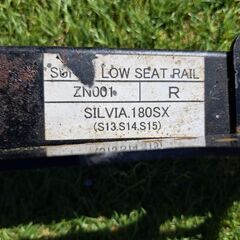 LOW SEAT RAIL
ZN001 R
SILVIA.180SX
(S13.S14.S15)